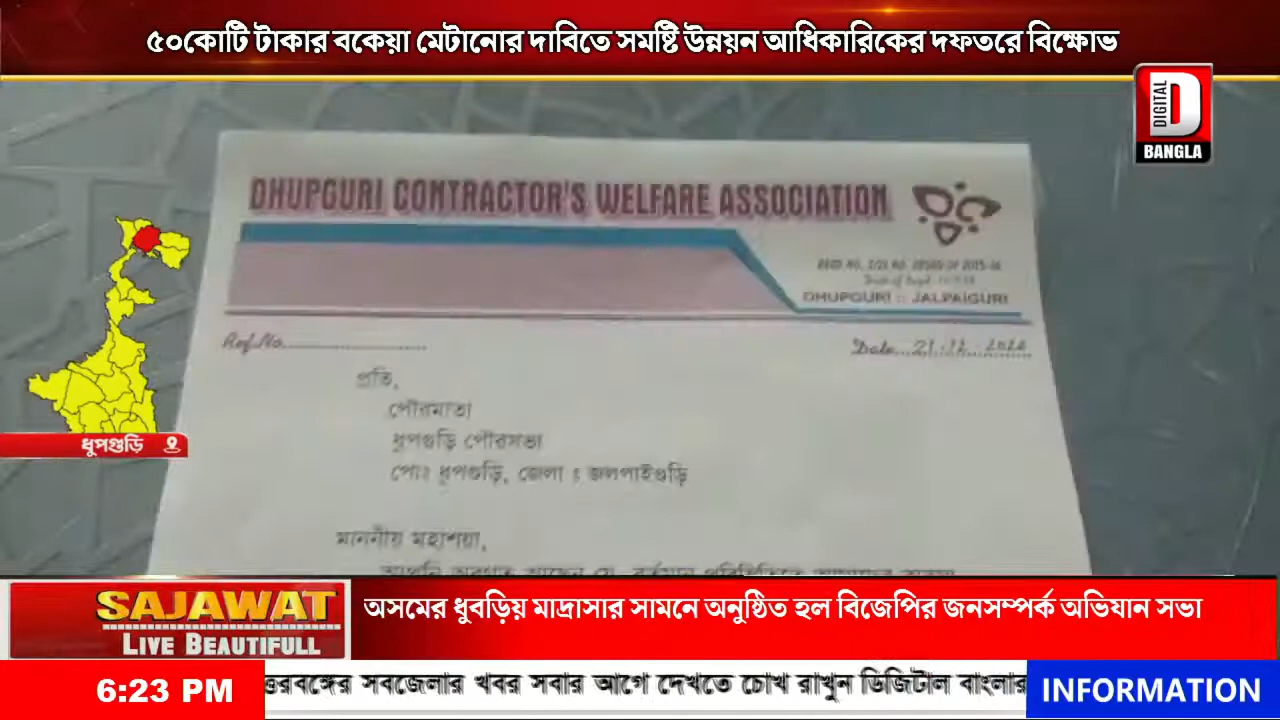 ৫০কোটি টাকার বকেয়া মেটানোর দাবিতে সমষ্টি উন্নয়ন আধিকারিকের দফতরে বিক্ষোভ
DIGITAL
BANGLA
DHUPGURI CONTRACTOR'S WELFARE ASSOCIATION
DHUPGURI :: JALPAIGURI
Ref. No.
Date 21.12.2020
প্রতি,
পৌরমাতা
ধুপগুড়ি পৌরসভা
পোঃ ধূপগুড়ি, জেলা ঃ জলপাইগুড়ি
মাননীয় মহাশয়া,
ধুপগুড়ি
SAJAWAT
LIVE BEAUTIFULL
অসমের ধুবড়িয় মাদ্রাসার সামনে অনুষ্ঠিত হল বিজেপির জনসম্পর্ক অভিযান সভা
6:23 PM
ত্তরবঙ্গের সবজেলার খবর সবার আগে দেখতে চোখ রাখুন ডিজিটাল বাংলার
INFORMATION